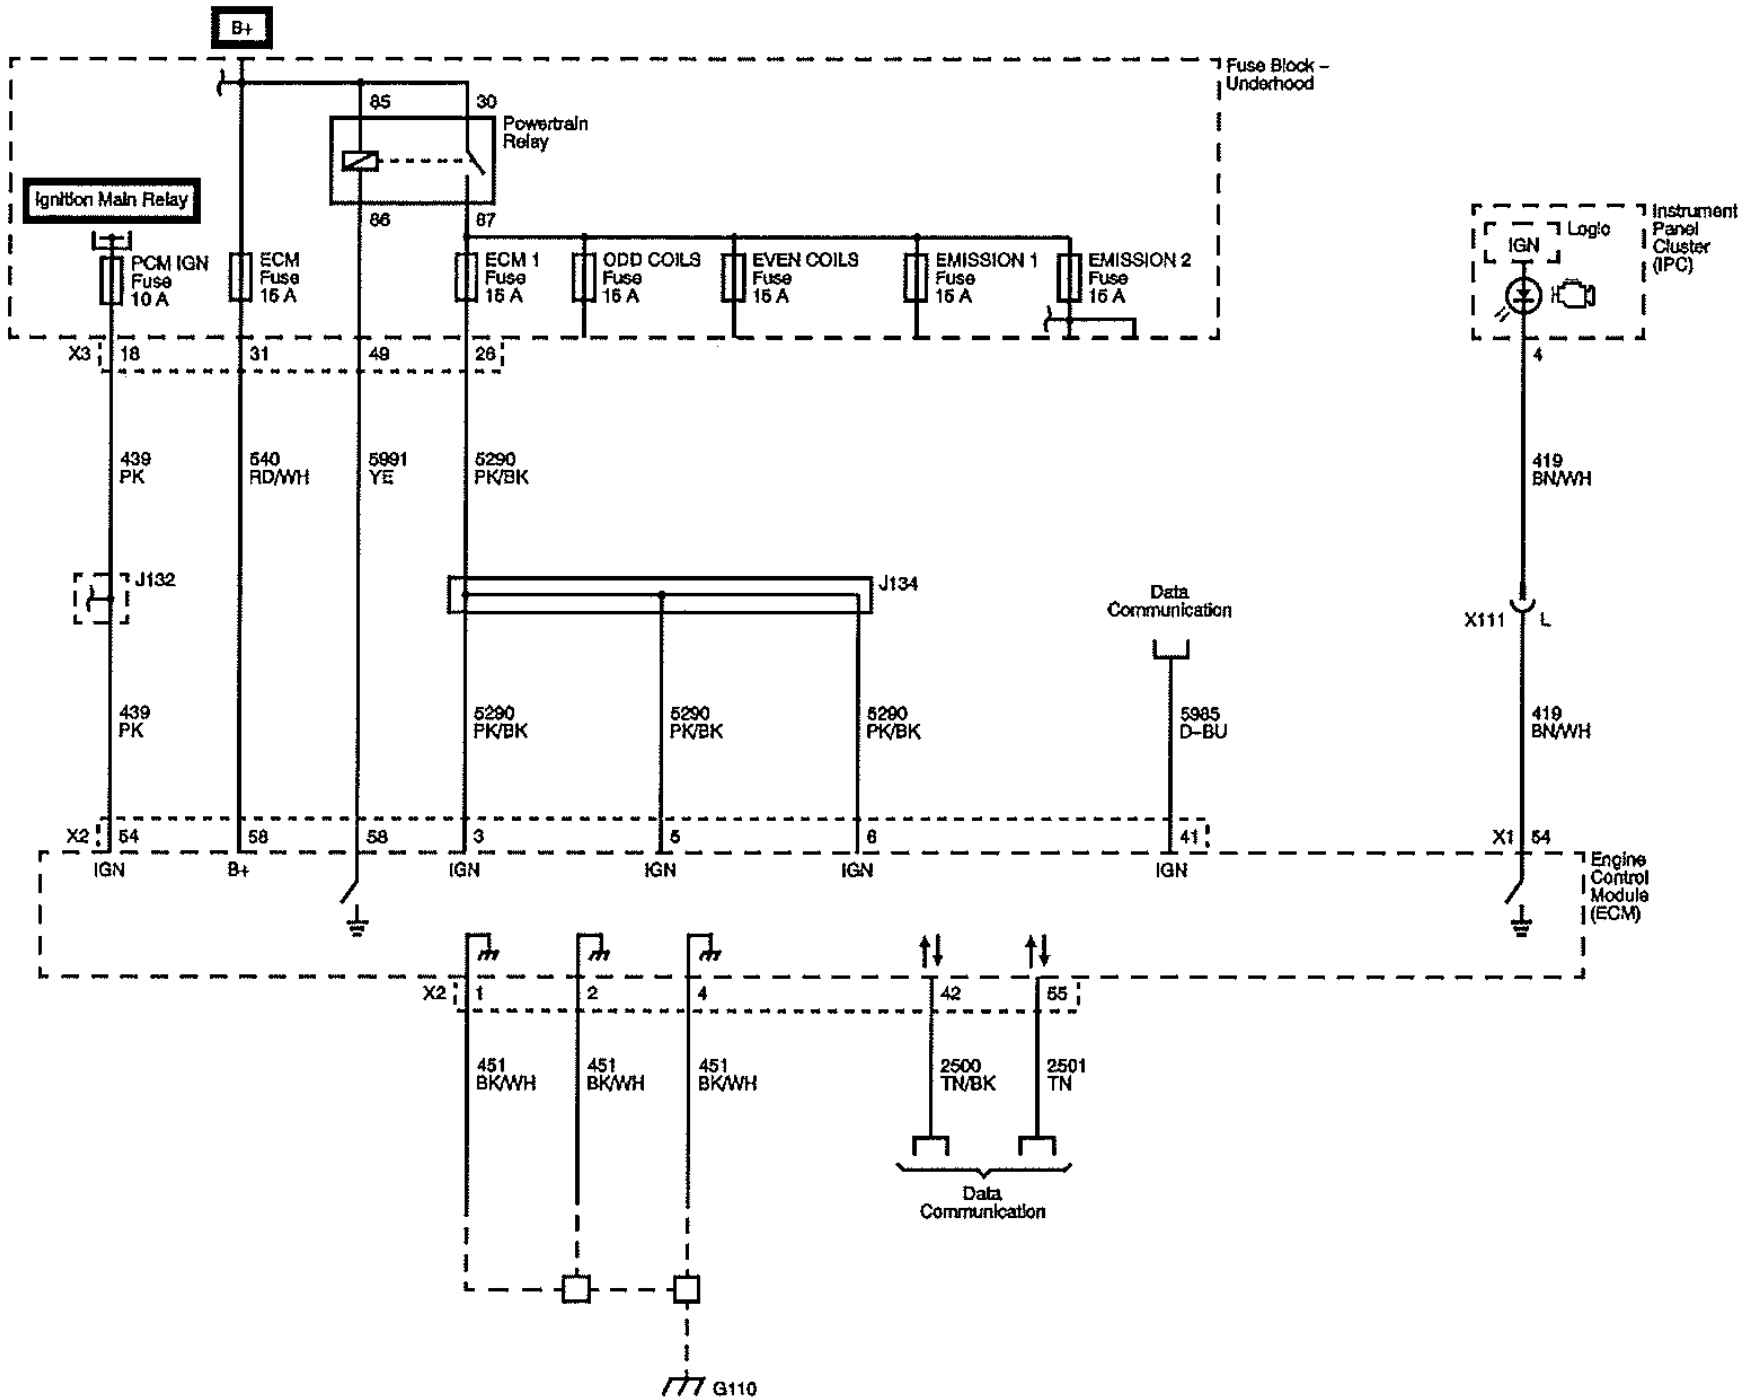 B+
Fuse Block –
Underhood
85
30
Powertrain
Relay
Ignition Main Relay
86
87
Instrument
Panel
Cluster
(IPC)
Logic
IGN
PCM IGN
Fuse
10 A
ECM
Fuse
15 A
ECM 1
Fuse
15 A
ODD COILS
Fuse
15 A
EVEN COILS
Fuse
15 A
EMISSION 1
Fuse
15 A
EMISSION 2
Fuse
15 A
X3
18
31
49
26
4
439
PK
540
RD/WH
5991
YE
5290
PK/BK
419
BN/WH
J132
J134
Data
Communication
X111
L
439
PK
5290
PK/BK
5290
PK/BK
5290
PK/BK
5985
D-BU
419
BN/WH
X2
54
58
58
3
5
6
41
X1
54
IGN
B+
IGN
IGN
IGN
IGN
Engine
Control
Module
(ECM)
X2
1
2
4
42
55
451
BK/WH
451
BK/WH
451
BK/WH
2500
TN/BK
2501
TN
Data
Communication
G110